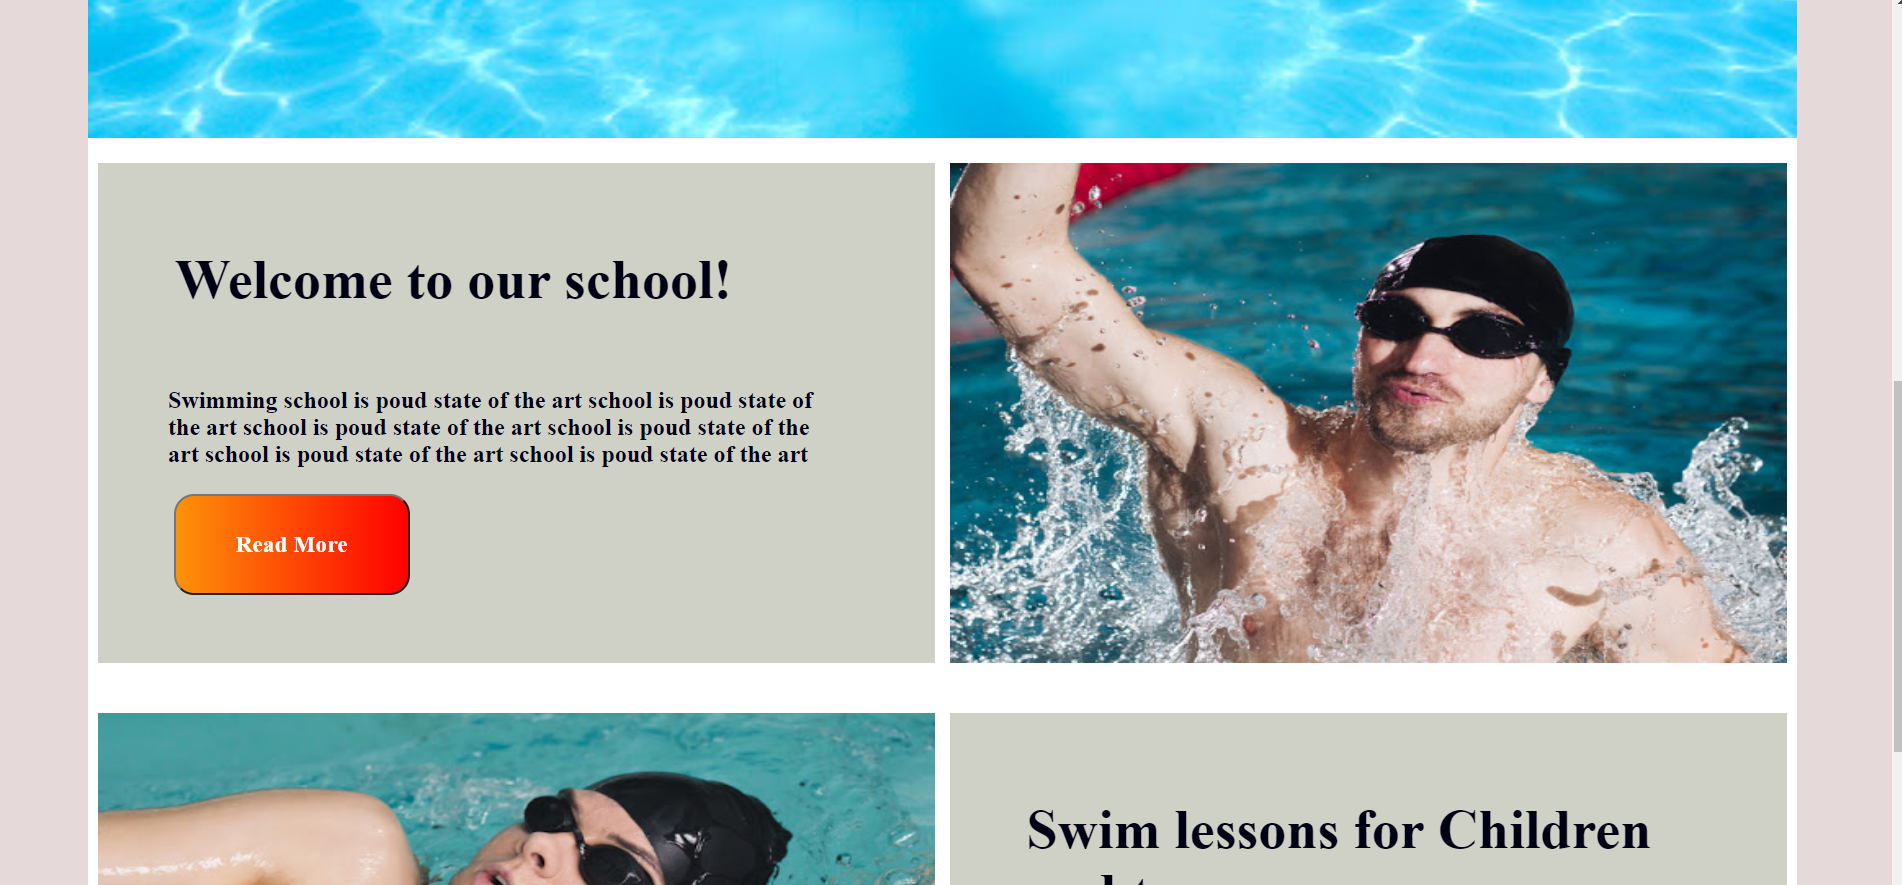 Welcome to our school!
Swimming school is poud state of the art school is poud state of
the art school is poud state of the art school is poud state of the
art school is poud state of the art school is poud state of the art
Read More
Swim lessons for Children